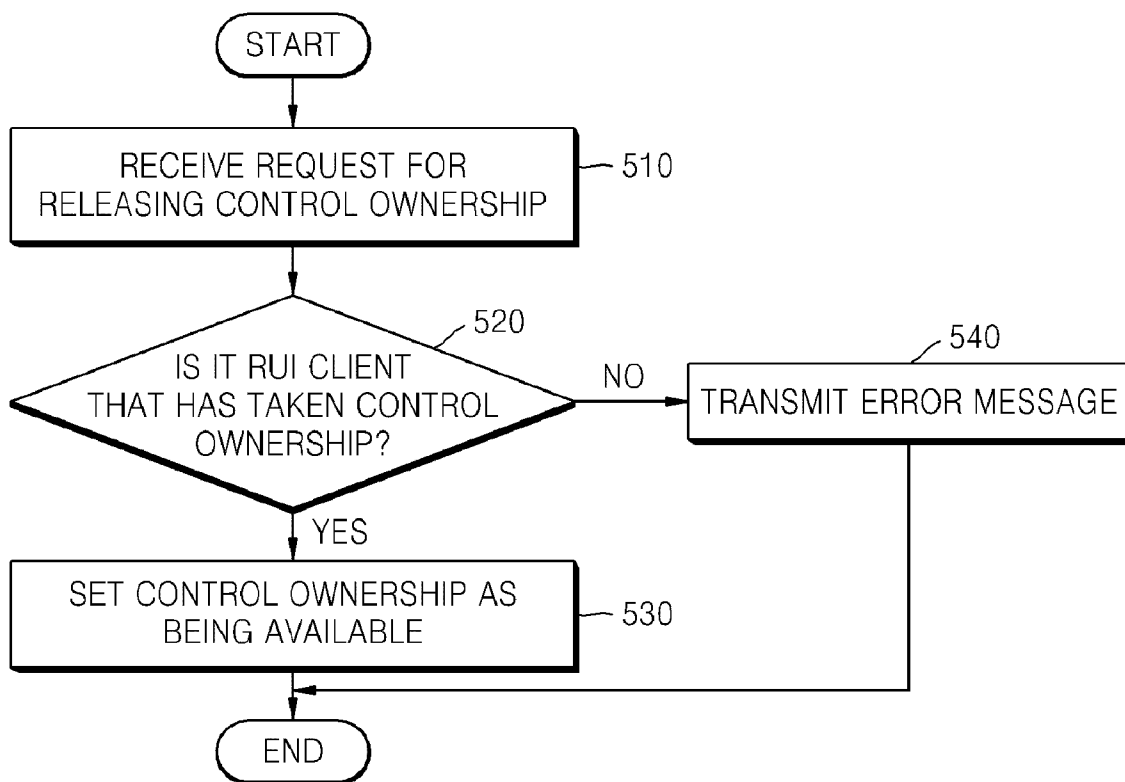 START
RECEIVE REQUEST FOR
RELEASING CONTROL OWNERSHIP
510
520
IS IT RUI CLIENT
THAT HAS TAKEN CONTROL
OWNERSHIP?
NO
540
TRANSMIT ERROR MESSAGE
YES
SET CONTROL OWNERSHIP AS
BEING AVAILABLE
530
END